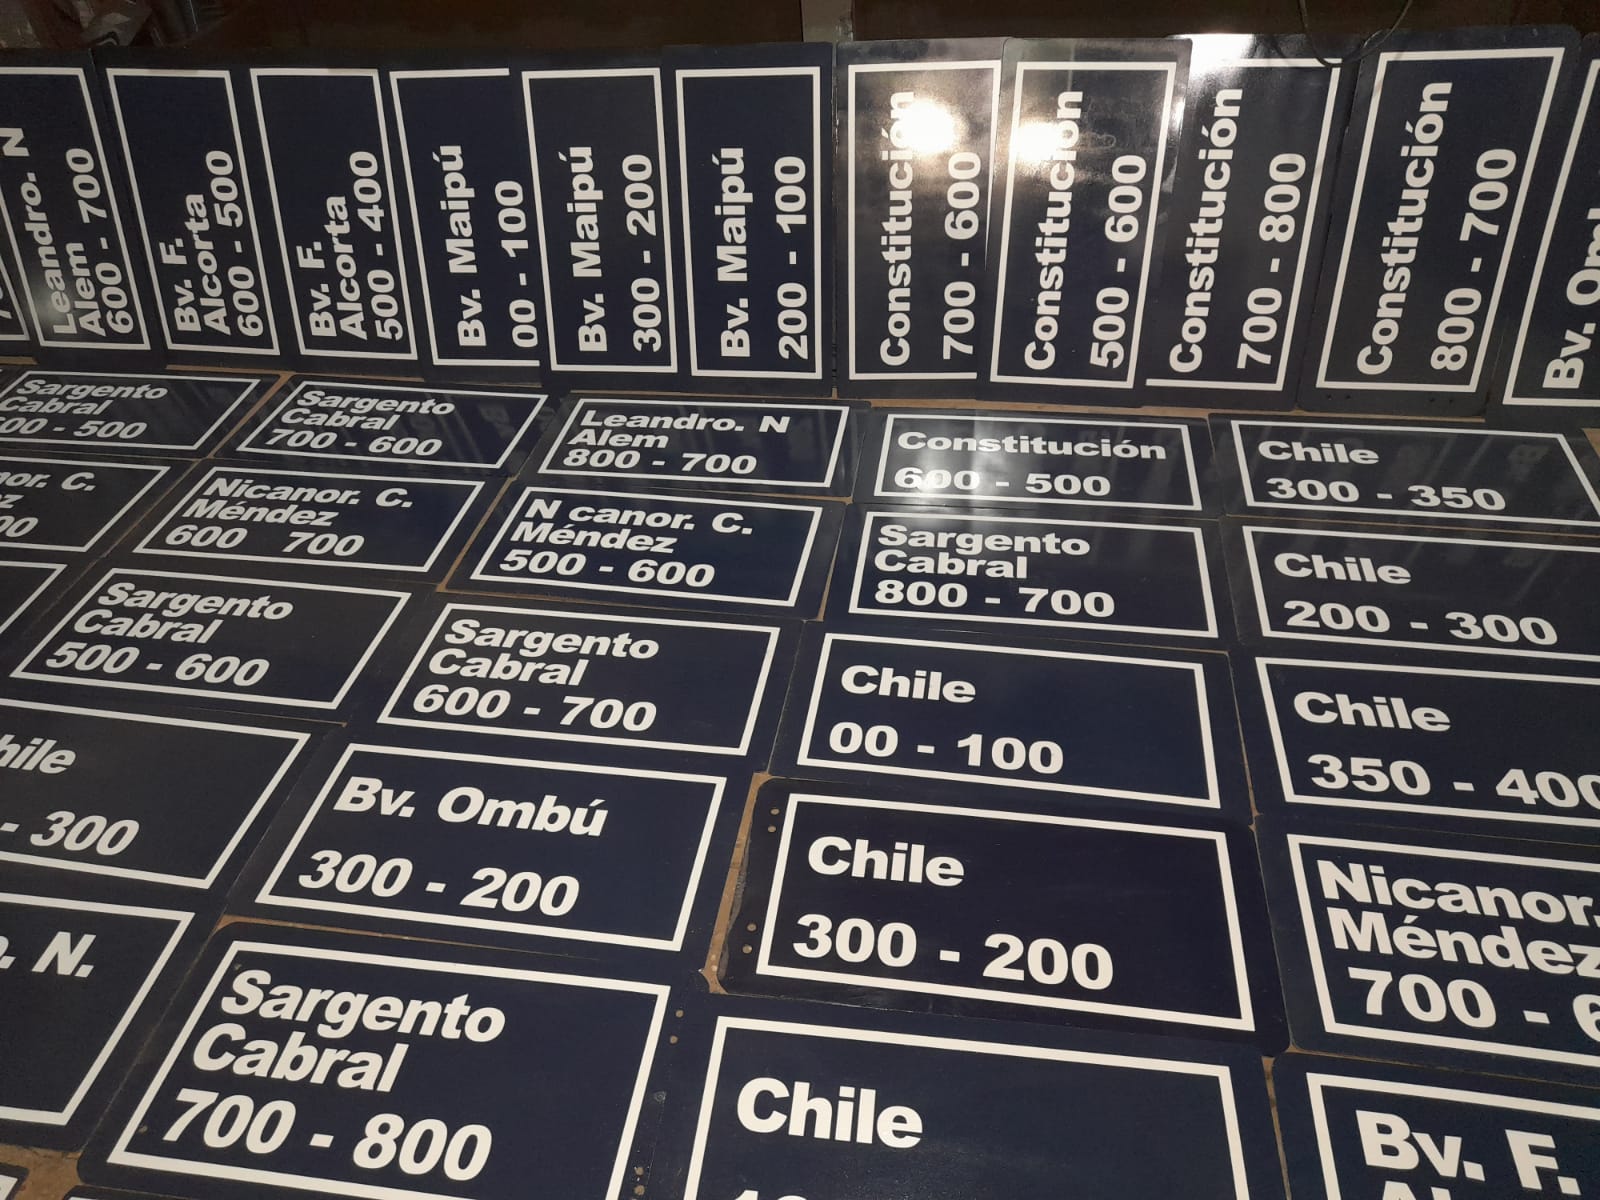 Leandro. N
Alem
600 - 700
Bv. F.
Alcorta
600 - 500
Bv. F.
Alcorta
500 - 400
Bv. Maipú
00 - 100
Bv. Maipú
300 - 200
Bv. Maipú
200 - 100
Constitución
700 - 600
Constitución
500 - 600
Constitución
700 - 800
Constitución
800 - 700
Bv.
Sargento
Cabral
- 500
Sargento
Cabral
700 - 600
Leandro. N
Alem
800 - 700
Constitución
600 - 500
Chile
300 - 350
C.
Nicanor. C.
Méndez
600 700
N canor. C.
Méndez
500 - 600
Sargento
Cabral
800 - 700
Chile
200 - 300
Sargento
Cabral
500 - 600
Sargento
Cabral
600 - 700
Chile
00 - 100
Chile
350 - 400
hile
- 300
Bv. Ombú
300 - 200
Chile
300 - 200
Nicanor.
Méndez
700 -
. N.
Sargento
Cabral
700 - 800
Chile
Bv. F.